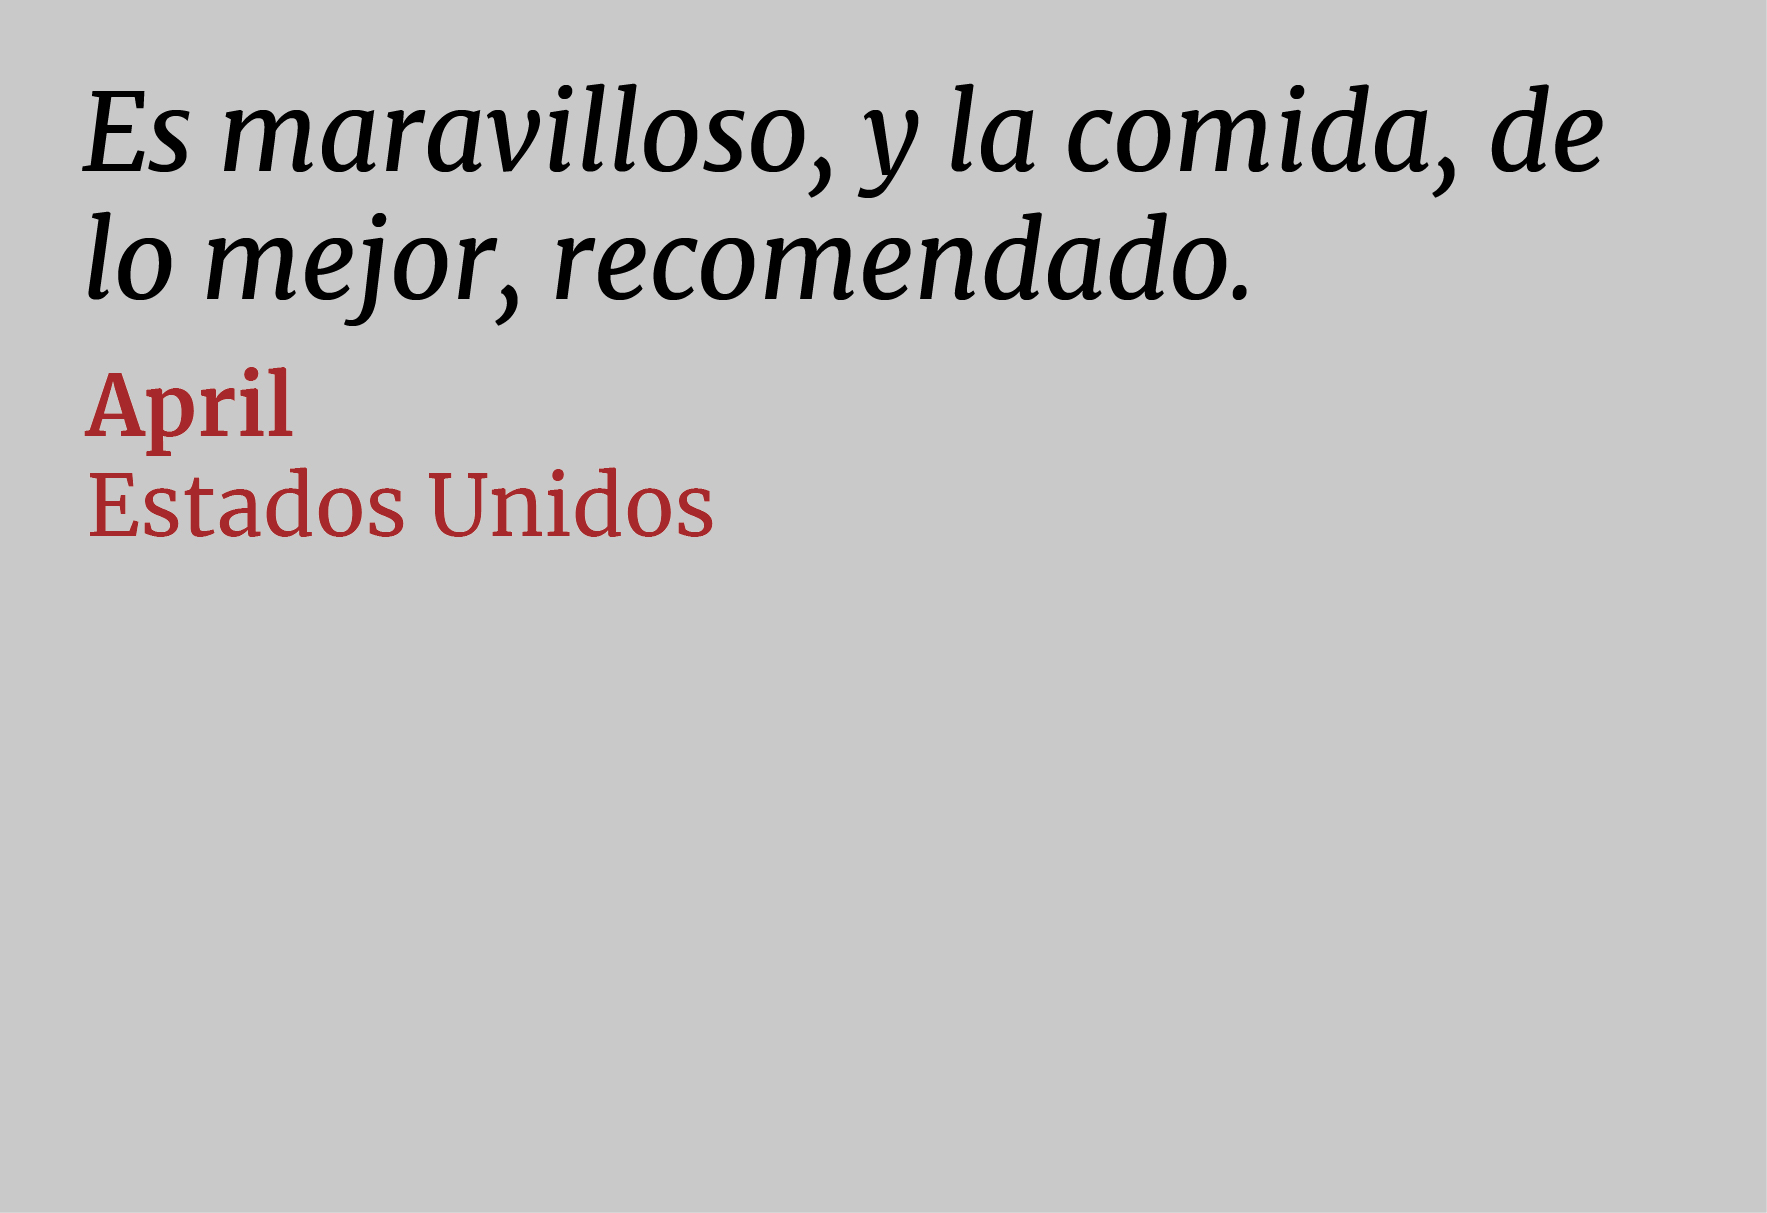 Es maravilloso, y la comida, de
lo mejor, recomendado.
April
Estados Unidos